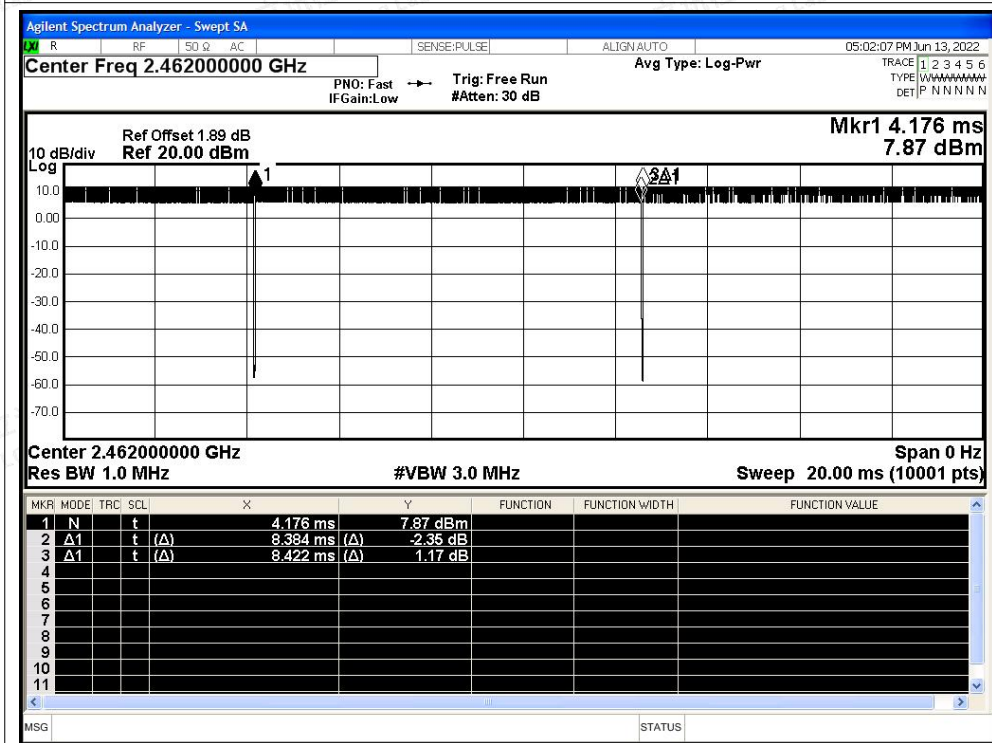 Agilent Spectrum Analyzer - Swept SA
LXI R RF 50 Ω AC SENSE:PULSE ALIGN AUTO 05:02:07 PM Jun 13, 2022
Center Freq 2.462000000 GHz Avg Type: Log-Pwr TRACE 1 2 3 4 5 6
PNO: Fast Trig: Free Run TYPE WWWWWW
IFGain:Low #Atten: 30 dB DET P N N N N N
Mkr1 4.176 ms
Ref Offset 1.89 dB
10 dB/div Ref 20.00 dBm 7.87 dBm
Log
1 3Δ1
10.0
0.00
-10.0
-20.0
-30.0
-40.0
-50.0
-60.0
-70.0
Center 2.462000000 GHz Span 0 Hz
Res BW 1.0 MHz #VBW 3.0 MHz Sweep 20.00 ms (10001 pts)
MKR MODE TRC SCL X Y FUNCTION FUNCTION WIDTH FUNCTION VALUE
1 N t 4.176 ms 7.87 dBm
2 Δ1 t (Δ) 8.384 ms (Δ) -2.35 dB
3 Δ1 t (Δ) 8.422 ms (Δ) 1.17 dB
4
5
6
7
8
9
10
11
MSG STATUS